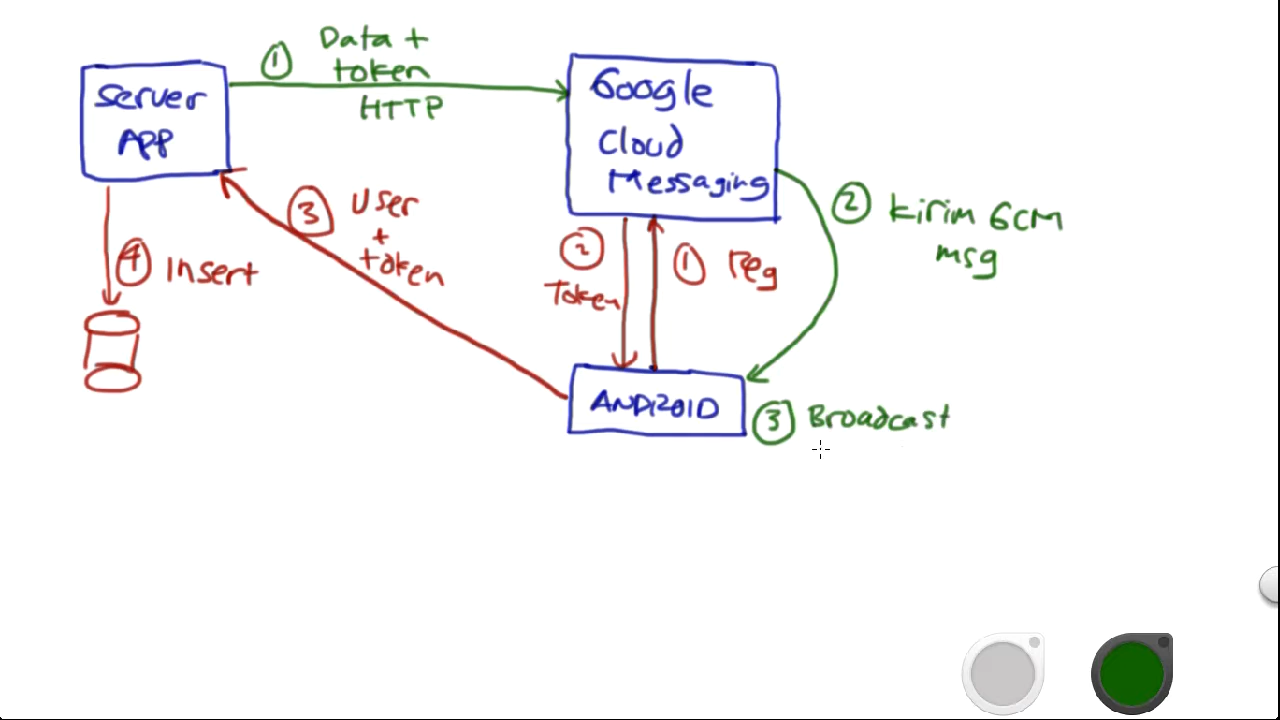 ① Data +
token
HTTP
Server
APP
Google
Cloud
Messaging
③ User
+
token
② Token
① Reg
② Kirim GCM
msg
④ Insert
ANDROID
③ Broadcast